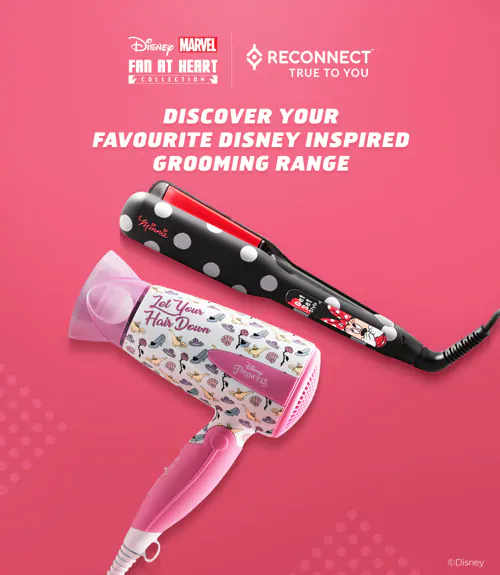 Disney MARVEL
FAN AT HEART
COLLECTION
RECONNECT
TRUE TO YOU
DISCOVER YOUR
FAVOURITE DISNEY INSPIRED
GROOMING RANGE
Minnie
Let Your
Hair Down
Disney
PRINCESS
©Disney